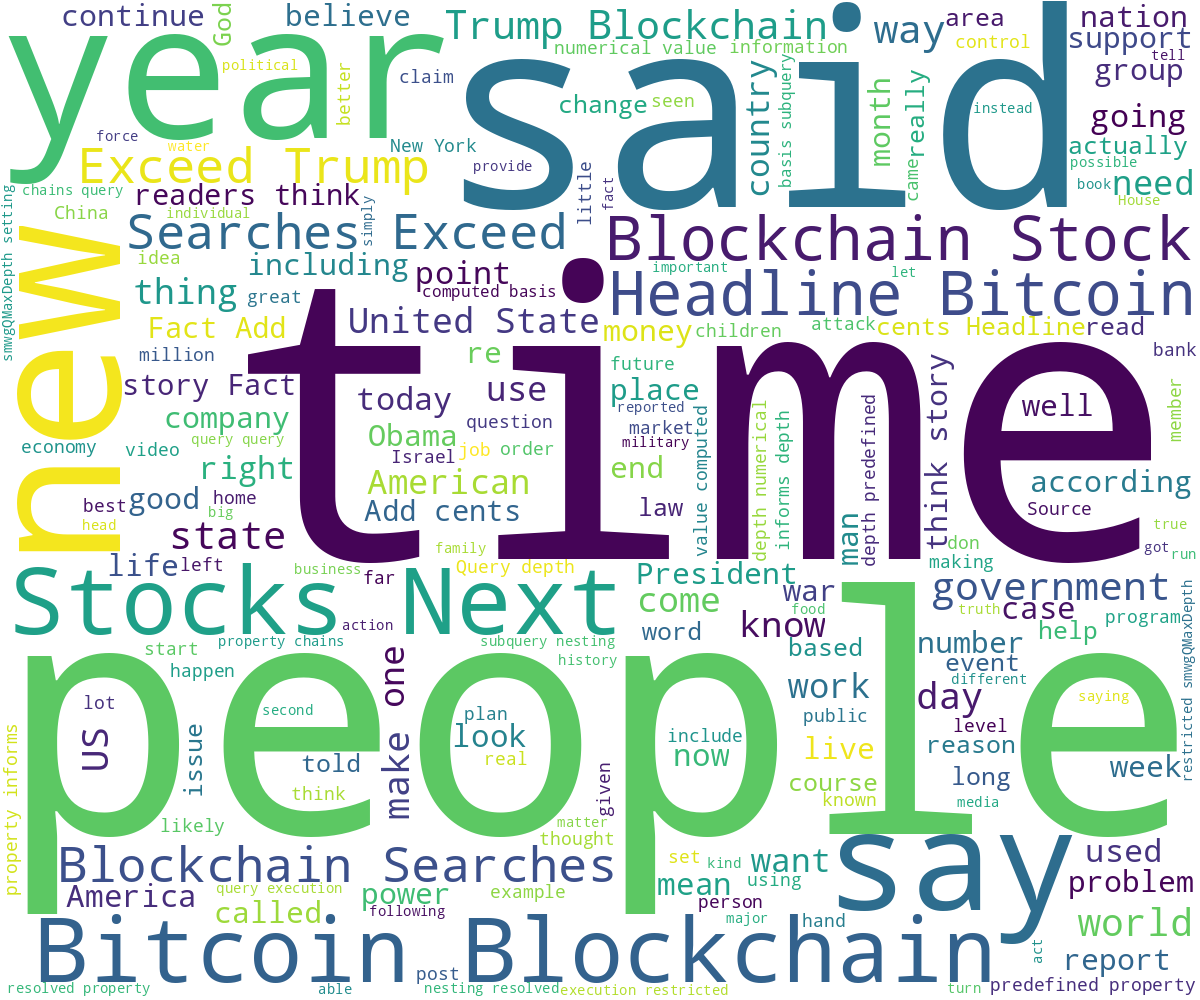 continue
God
believe
Trump Blockchain
way
area
nation
year
said
numerical value information
control
support
tell
political
better
claim
change
seen
country
basis subquery
month
really
came
instead
group
going
force
water
New York
provide
actually
possible
Exceed Trump
chains query
readers think
little
fact
book
need
House
smwgQMaxDepth setting
China
individual
simply
new
Searches Exceed
Blockchain Stock
idea
including
point
important
let
thing
great
computed basis
Headline Bitcoin
time
Fact Add
United State
money
children
attack
cents Headline
read
million
re
future
bank
story Fact
today
use
place
think story
member
company
question
reported
market
well
economy
video
query query
Obama
Israel
job
order
military
value computed
depth numerical
informs depth
depth predefined
right
American
end
according
best
good
home
big
Add cents
law
man
Source
head
state
family
don
true
got
run
life
left
business
far
Query depth
President
making
Stocks Next
come
war
food
government
truth
case
program
action
word
know
number
help
start
property chains
subquery nesting
based
event
restricted smwgQMaxDepth
people
happen
one
history
work
different
lot
second
plan
day
saying
US
issue
make
look
real
include
now
public
level
told
live
reason
week
property informs
think
given
course
known
long
media
likely
matter
thought
say
Blockchain Searches
set
kind
want
used
America
query execution
power
example
mean
using
problem
called
following
person
major
hand
world
Bitcoin Blockchain
act
report
post
resolved property
able
nesting resolved
execution restricted
turn
predefined property